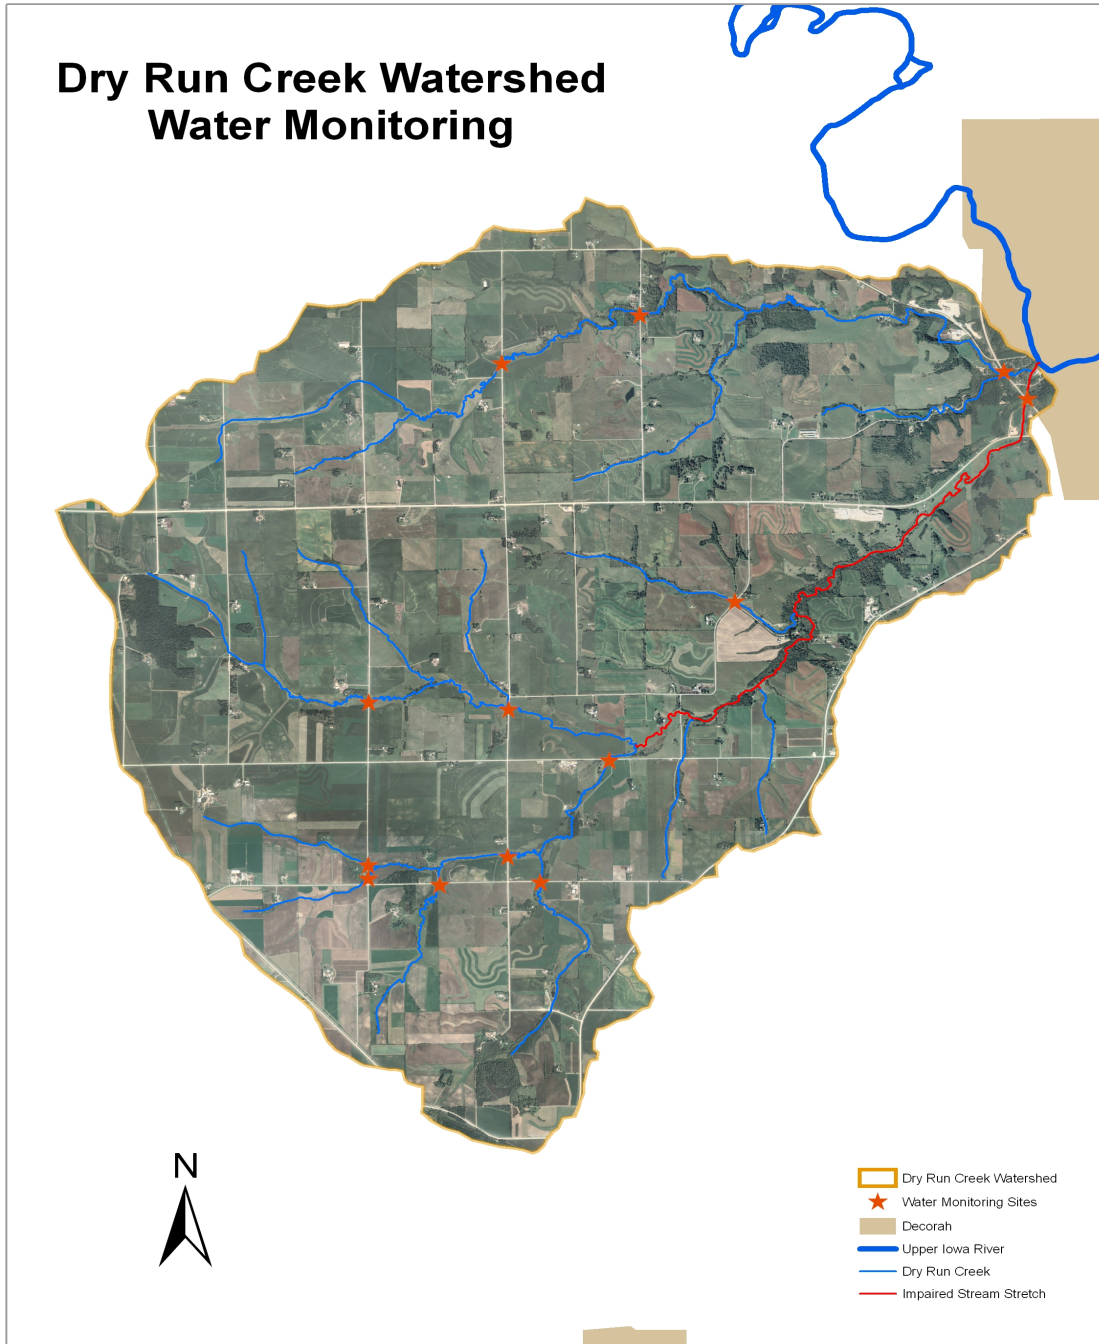 Dry Run Creek Watershed
Water Monitoring
N
Dry Run Creek Watershed
Water Monitoring Sites
Decorah
Upper Iowa River
Dry Run Creek
Impaired Stream Stretch